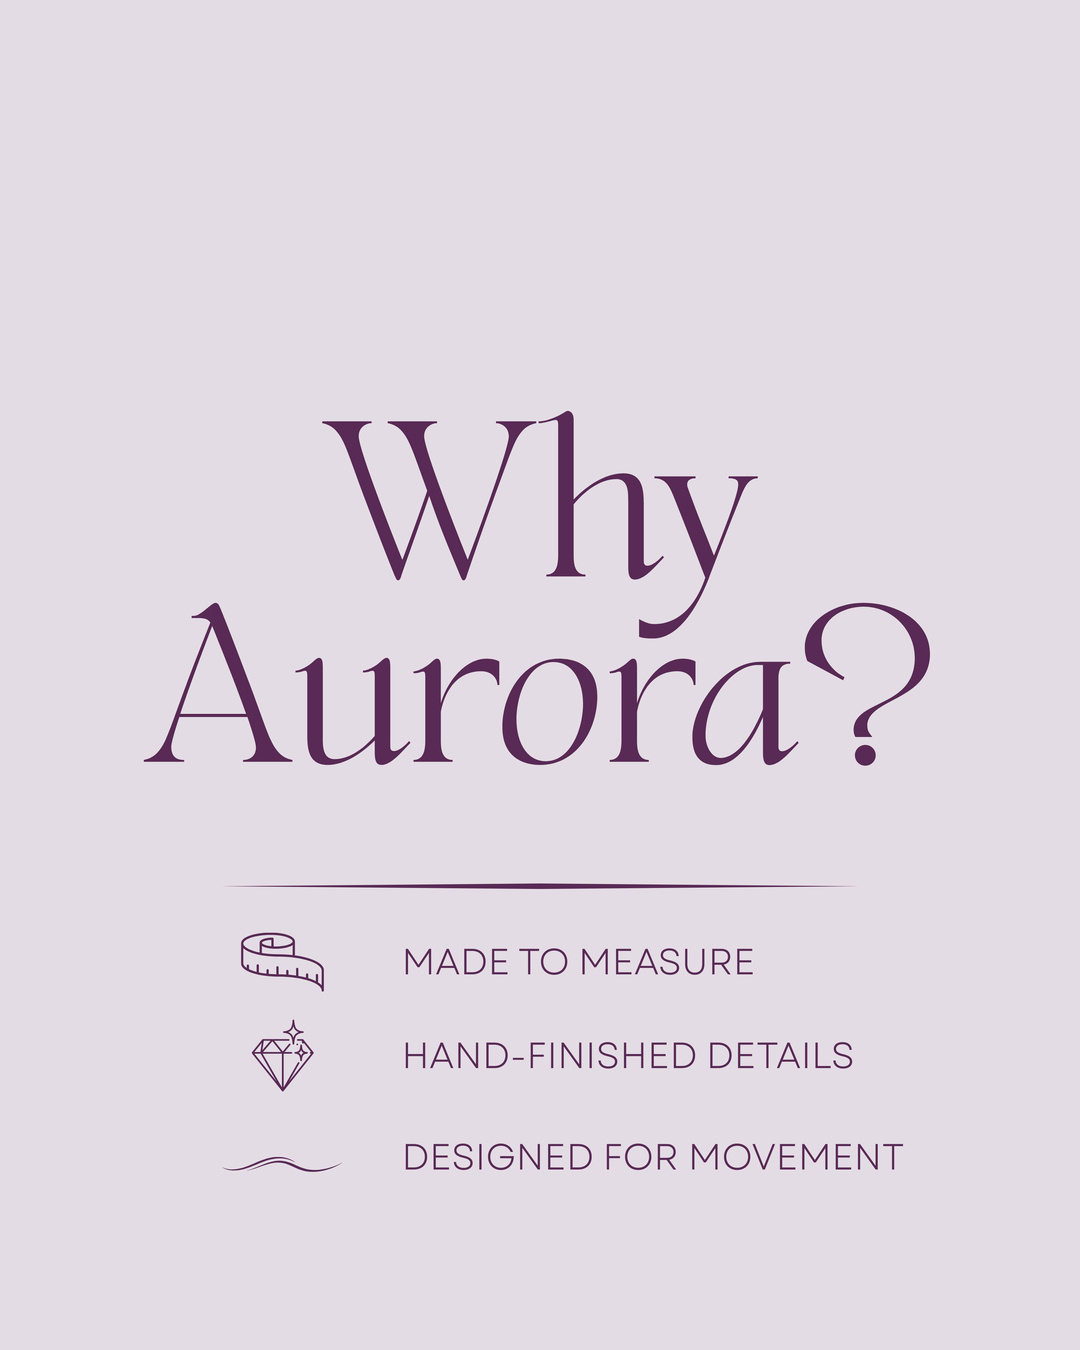 Why
Aurora?
MADE TO MEASURE
HAND-FINISHED DETAILS
DESIGNED FOR MOVEMENT